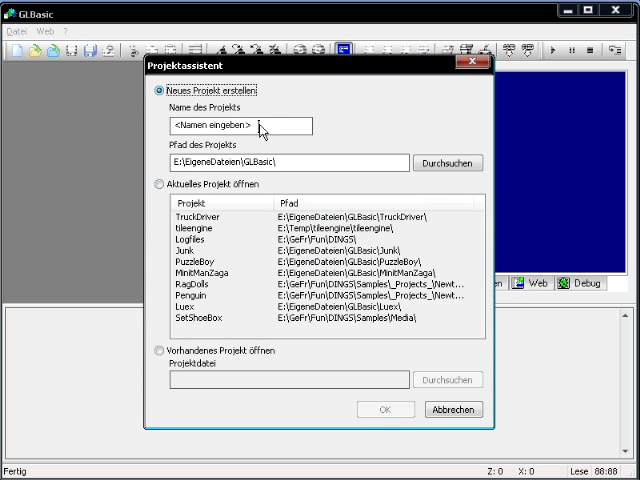 GLBasic
Datei Web ?
Projektassistent
Neues Projekt erstellen
Name des Projekts
<Namen eingeben>
Pfad des Projekts
E:\EigeneDateien\GLBasic\
Durchsuchen
Aktuelles Projekt öffnen
Projekt Pfad
TruckDriver E:\EigeneDateien\GLBasic\TruckDriver\
tileengine E:\Temp\tileengine\tileengine\
Logfiles E:\GeFr\Fun\DINGS\
Junk E:\EigeneDateien\GLBasic\Junk\
PuzzleBoy E:\EigeneDateien\GLBasic\PuzzleBoy\
MinitManZaga E:\EigeneDateien\GLBasic\MinitManZaga\
RagDolls E:\GeFr\Fun\DINGS\Samples\_Projects_\Newt...
Penguin E:\GeFr\Fun\DINGS\Samples\_Projects_\Newt...
Luex E:\EigeneDateien\GLBasic\Luex\
SetShoeBox E:\GeFr\Fun\DINGS\Samples\Media\
Web Debug
Vorhandenes Projekt öffnen
Projektdatei
Durchsuchen
OK Abbrechen
Fertig Z: 0 X: 0 Lese 88:88